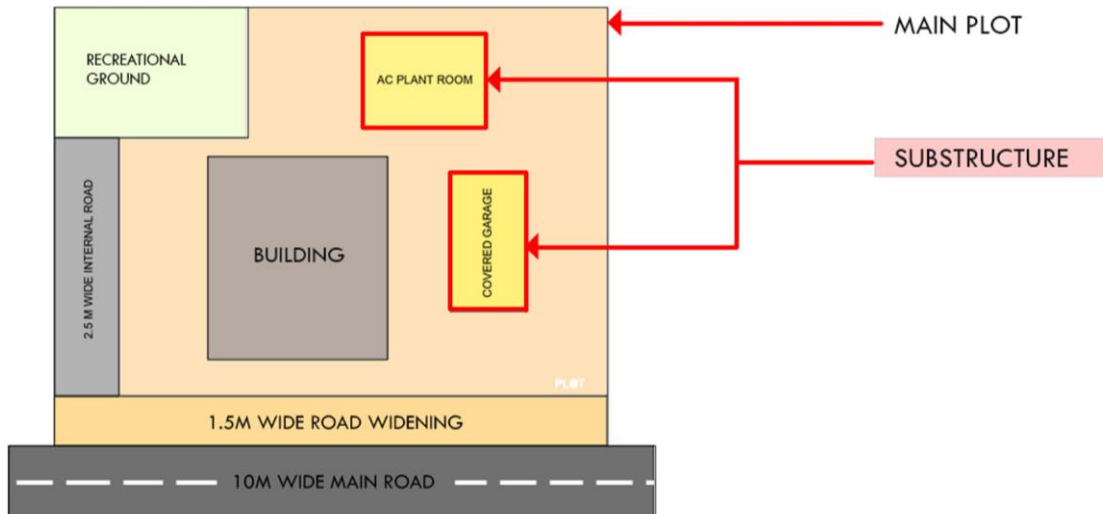 MAIN PLOT
RECREATIONAL
GROUND
AC PLANT ROOM
SUBSTRUCTURE
2.5 M WIDE INTERNAL ROAD
BUILDING
COVERED GARAGE
PLOT
1.5M WIDE ROAD WIDENING
10M WIDE MAIN ROAD